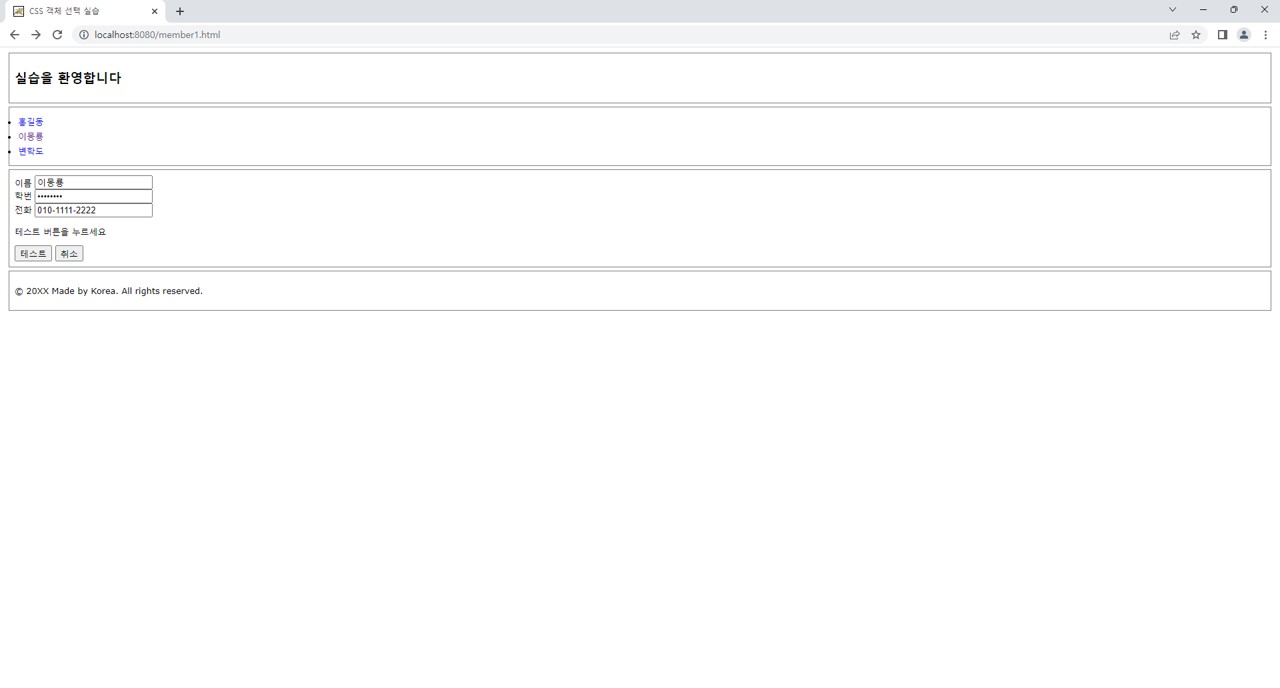 CSS 객체 선택 실습
localhost:8080/member1.html
실습을 환영합니다
홍길동
이몽룡
변학도
이름 이몽룡
학번 ••••••••
전화 010-1111-2222
테스트 버튼을 누르세요
테스트 취소
© 20XX Made by Korea. All rights reserved.